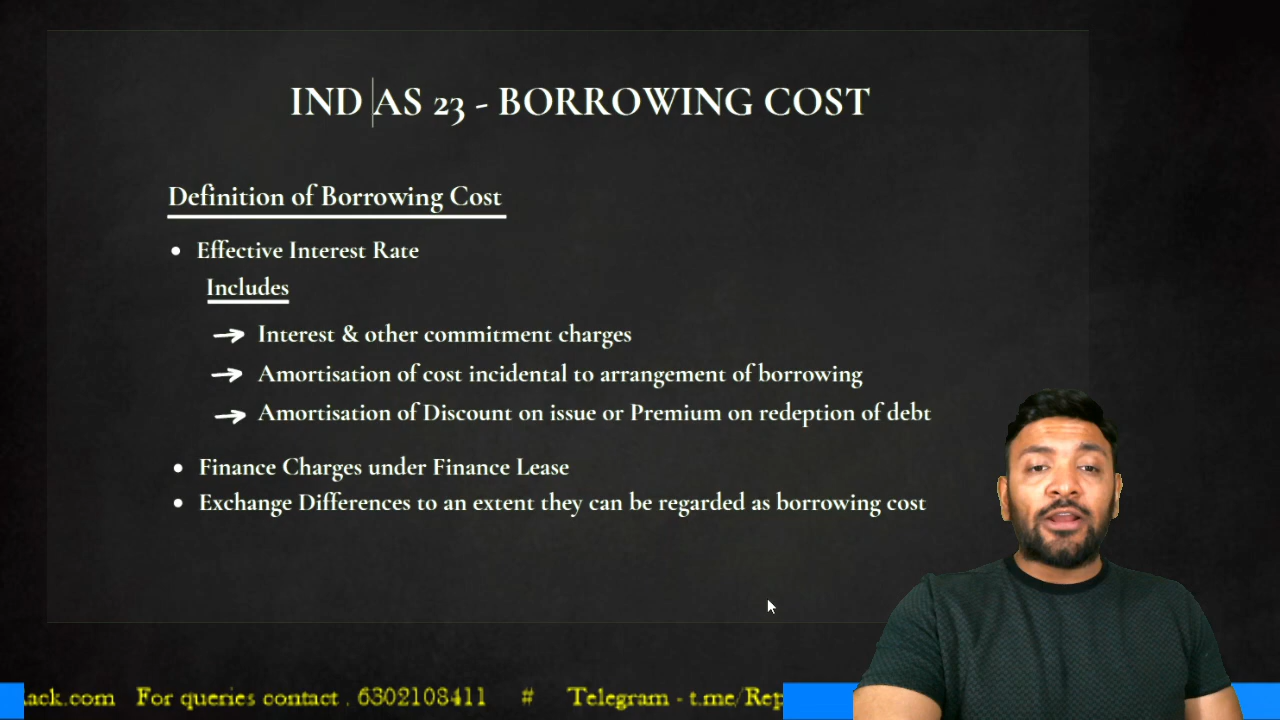 IND AS 23 - BORROWING COST
Definition of Borrowing Cost
• Effective Interest Rate
Includes
→ Interest & other commitment charges
→ Amortisation of cost incidental to arrangement of borrowing
→ Amortisation of Discount on issue or Premium on redeption of debt
• Finance Charges under Finance Lease
• Exchange Differences to an extent they can be regarded as borrowing cost
ack.com For queries contact . 6302108411 # Telegram - t.me/Rep